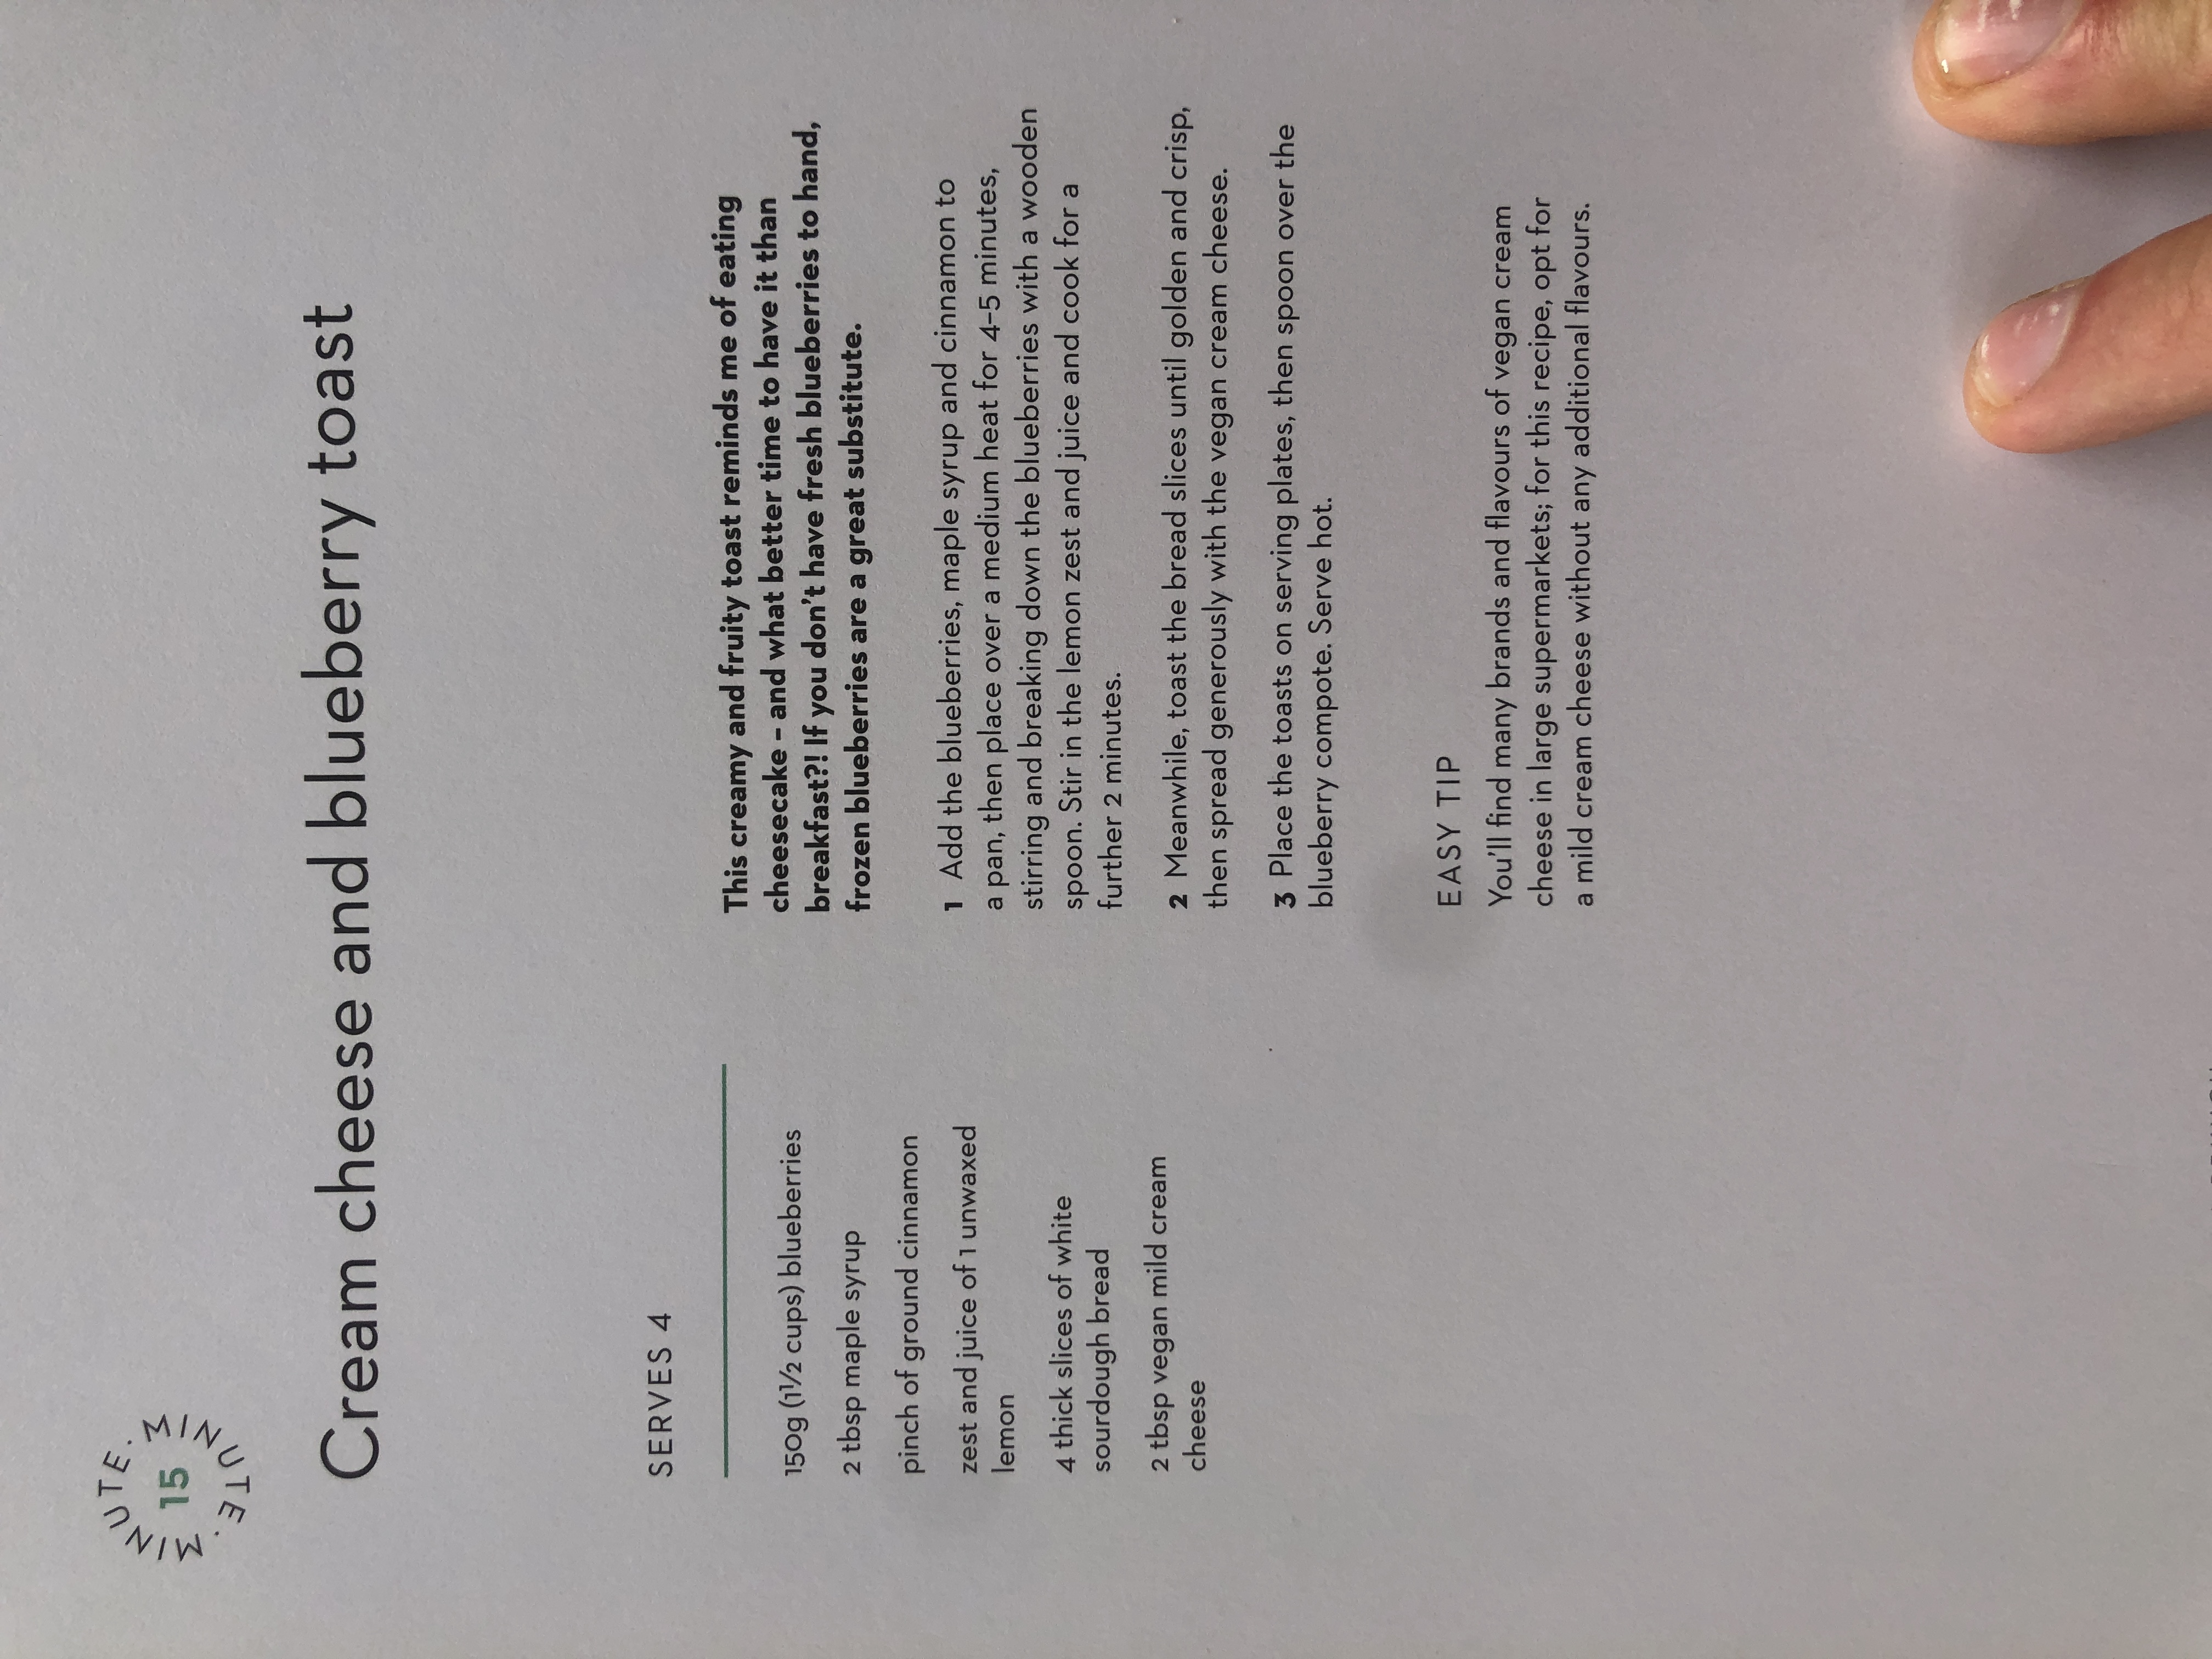 MINUTE · MINUTE ·
15
Cream cheese and blueberry toast
SERVES 4
150g (1½ cups) blueberries
2 tbsp maple syrup
pinch of ground cinnamon
zest and juice of 1 unwaxed
lemon
4 thick slices of white
sourdough bread
2 tbsp vegan mild cream
cheese
This creamy and fruity toast reminds me of eating
cheesecake – and what better time to have it than
breakfast?! If you don't have fresh blueberries to hand,
frozen blueberries are a great substitute.
1 Add the blueberries, maple syrup and cinnamon to
a pan, then place over a medium heat for 4–5 minutes,
stirring and breaking down the blueberries with a wooden
spoon. Stir in the lemon zest and juice and cook for a
further 2 minutes.
2 Meanwhile, toast the bread slices until golden and crisp,
then spread generously with the vegan cream cheese.
3 Place the toasts on serving plates, then spoon over the
blueberry compote. Serve hot.
EASY TIP
You'll find many brands and flavours of vegan cream
cheese in large supermarkets; for this recipe, opt for
a mild cream cheese without any additional flavours.